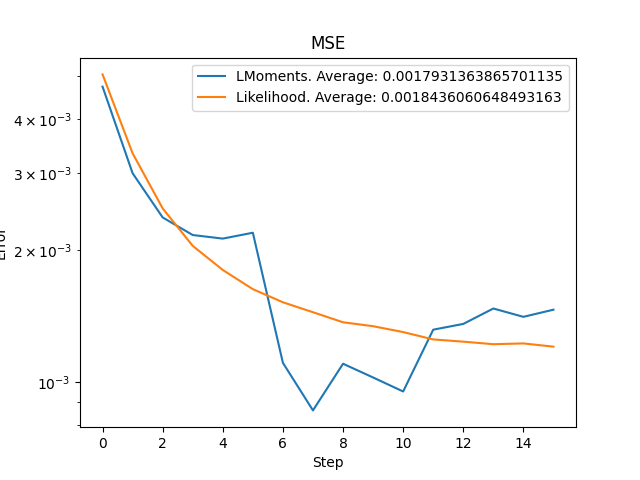 MSE
LMoments. Average: 0.0017931363865701135
Likelihood. Average: 0.0018436060648493163
4 × 10⁻³
3 × 10⁻³
2 × 10⁻³
10⁻³
Error
0 2 4 6 8 10 12 14
Step